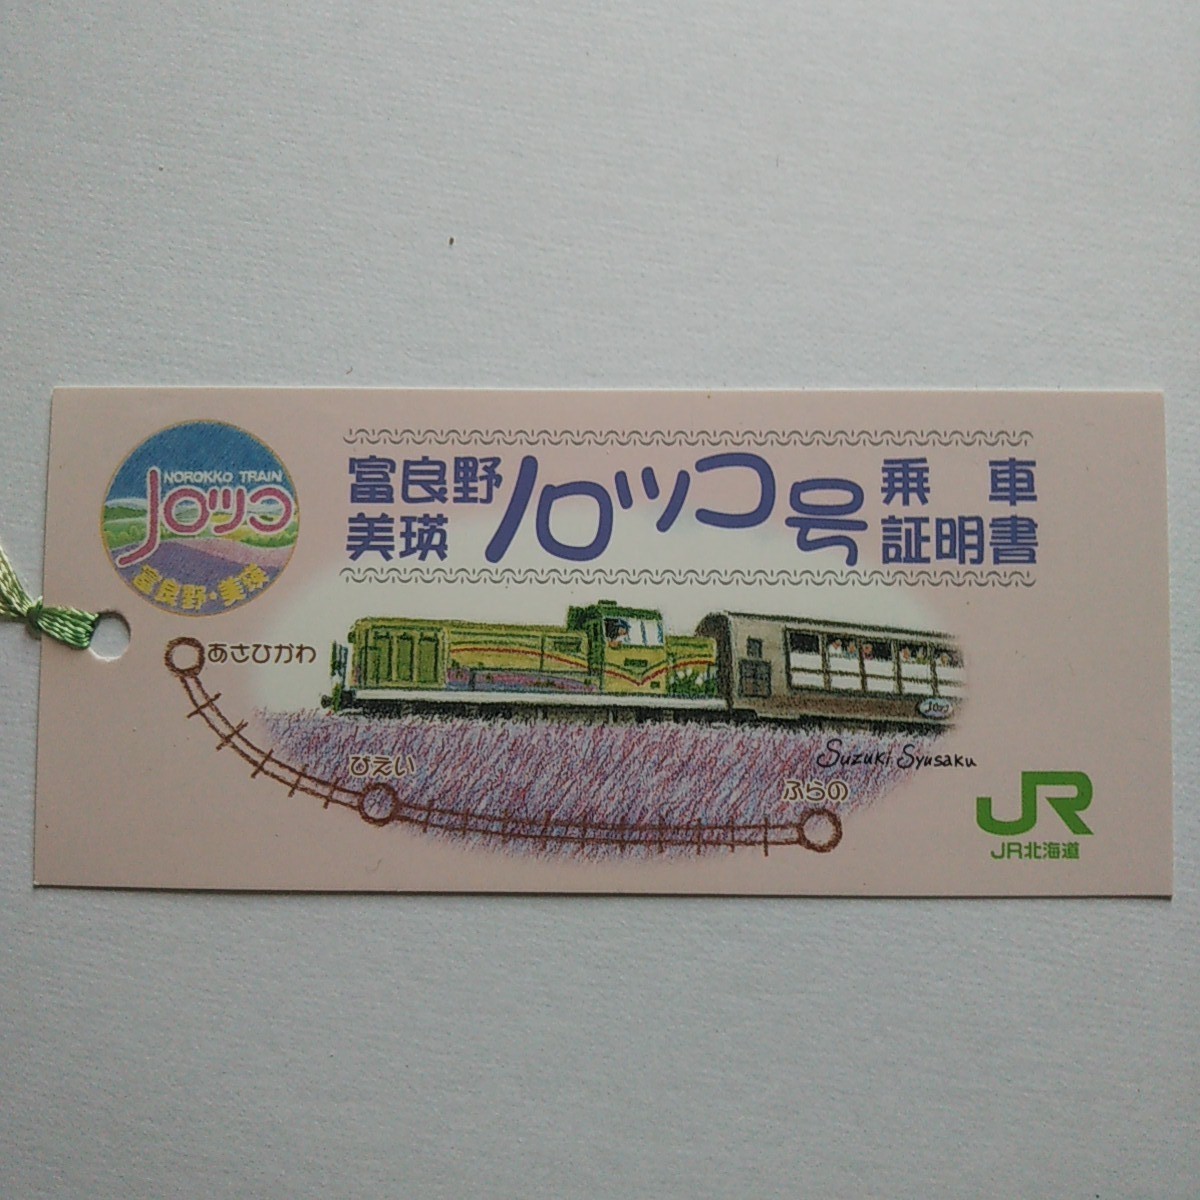 NOROKKO TRAIN
ノロッコ
富良野・美瑛
富良野
美瑛
ノロッコ号
乗車
証明書
あさひかわ
びえい
ふらの
Suzuki Syusaku
JR
JR北海道